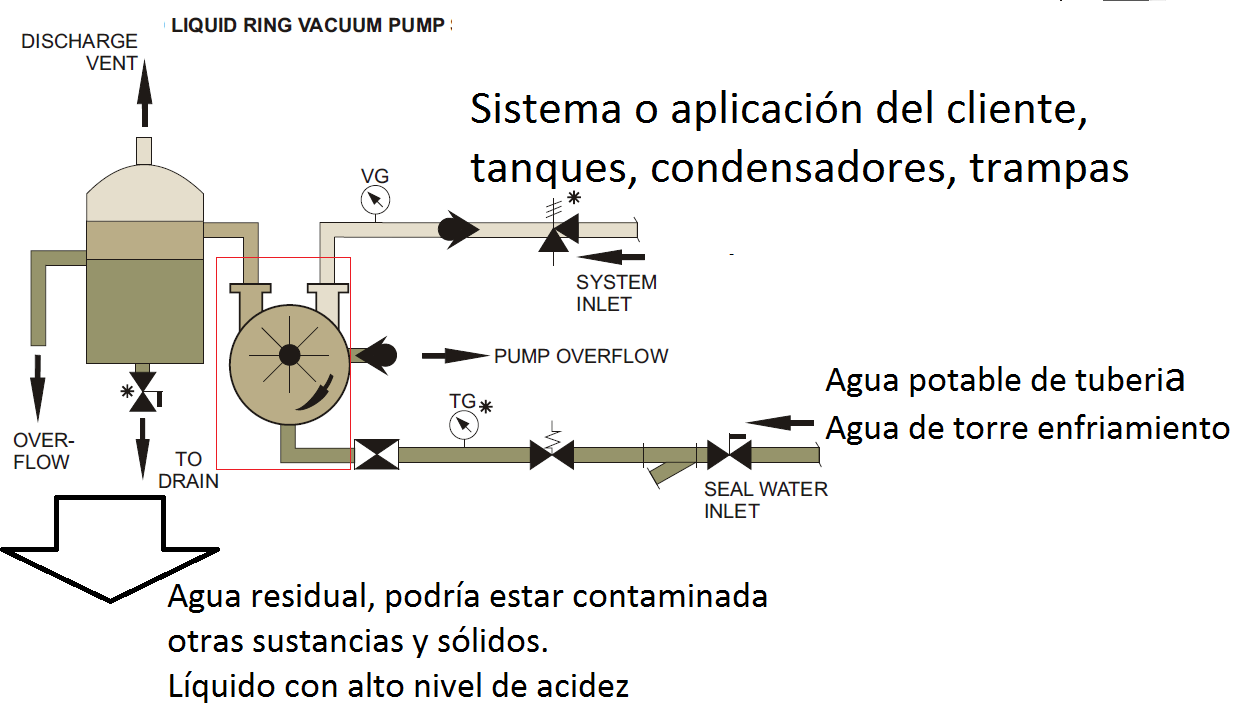 LIQUID RING VACUUM PUMP
DISCHARGE
VENT
Sistema o aplicación del cliente,
tanques, condensadores, trampas
VG
*
SYSTEM
INLET
PUMP OVERFLOW
Agua potable de tuberia
Agua de torre enfriamiento
TG *
*
OVER-
FLOW
TO
DRAIN
SEAL WATER
INLET
Agua residual, podría estar contaminada
otras sustancias y sólidos.
Líquido con alto nivel de acidez